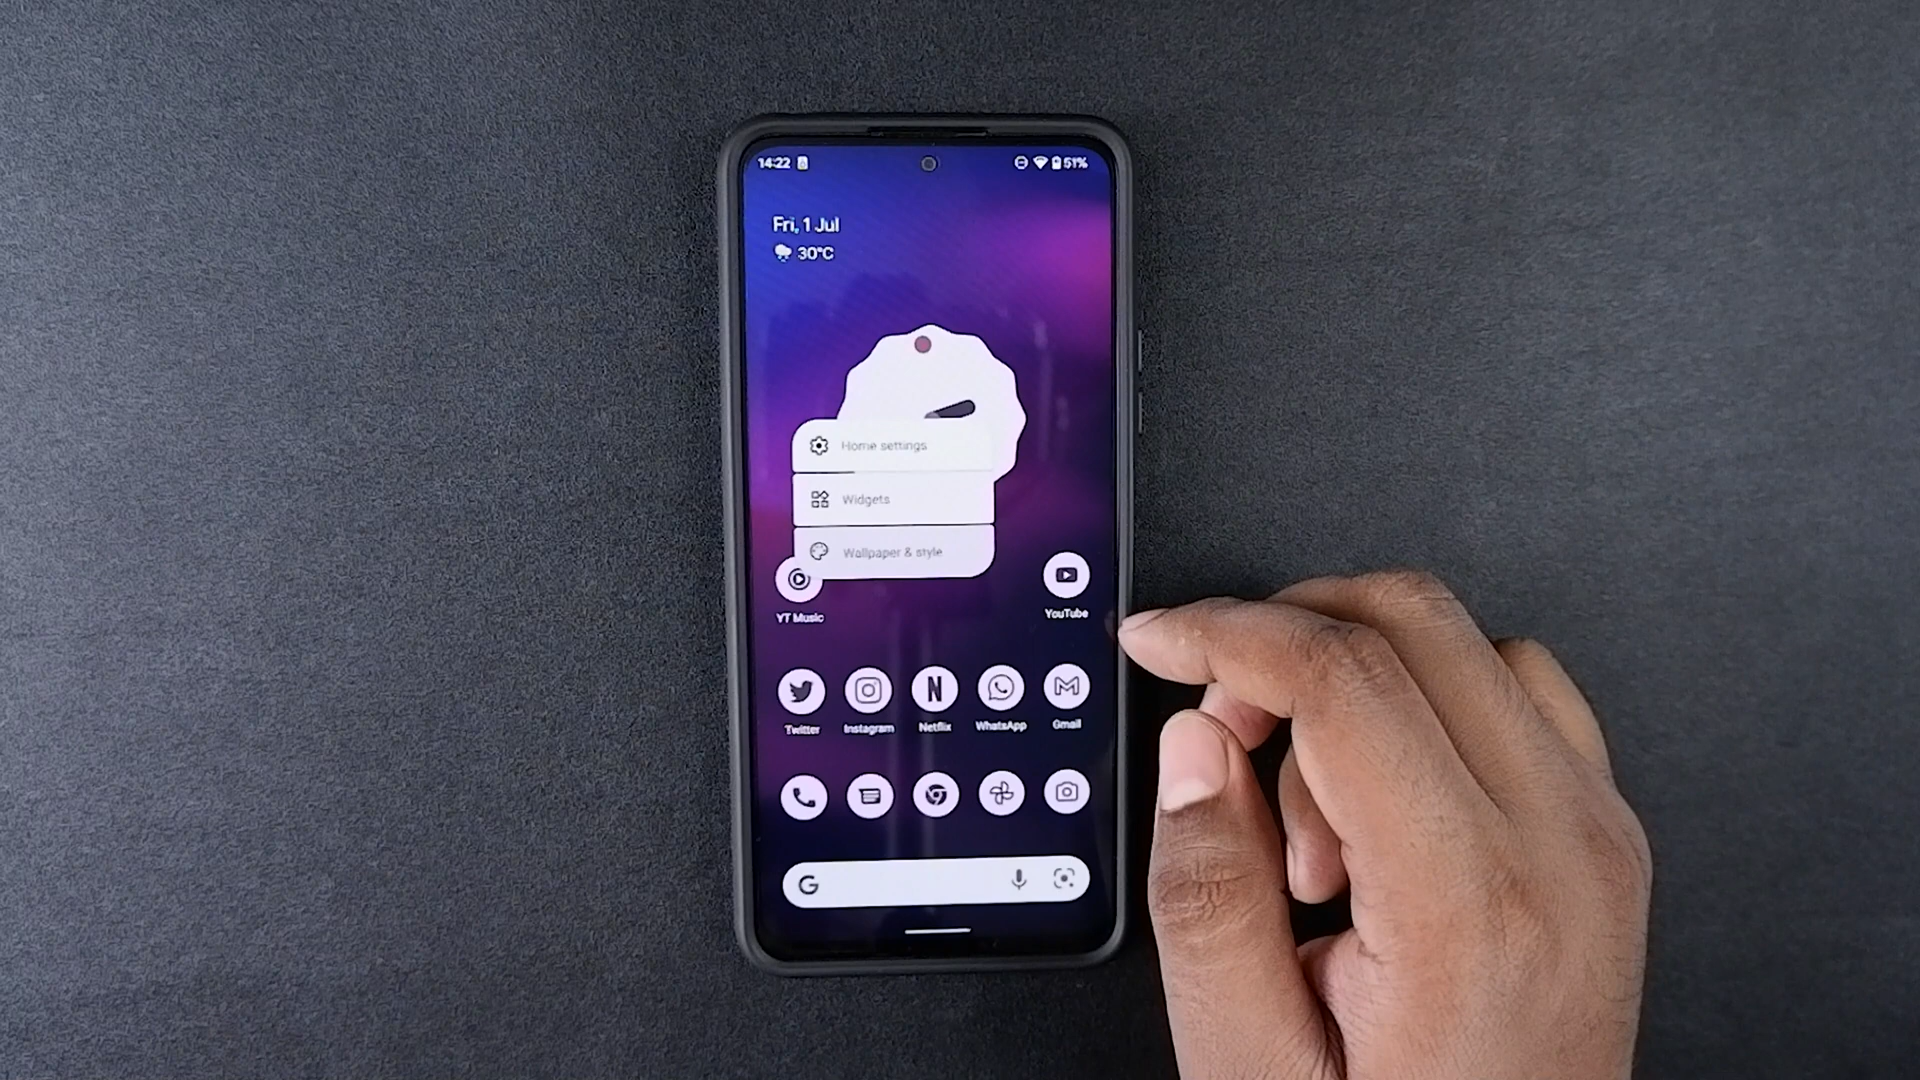 14:22 51%
Fri, 1 Jul
30°C
Home settings
Widgets
Wallpaper & style
YT Music YouTube
Twitter Instagram Netflix WhatsApp Gmail
G